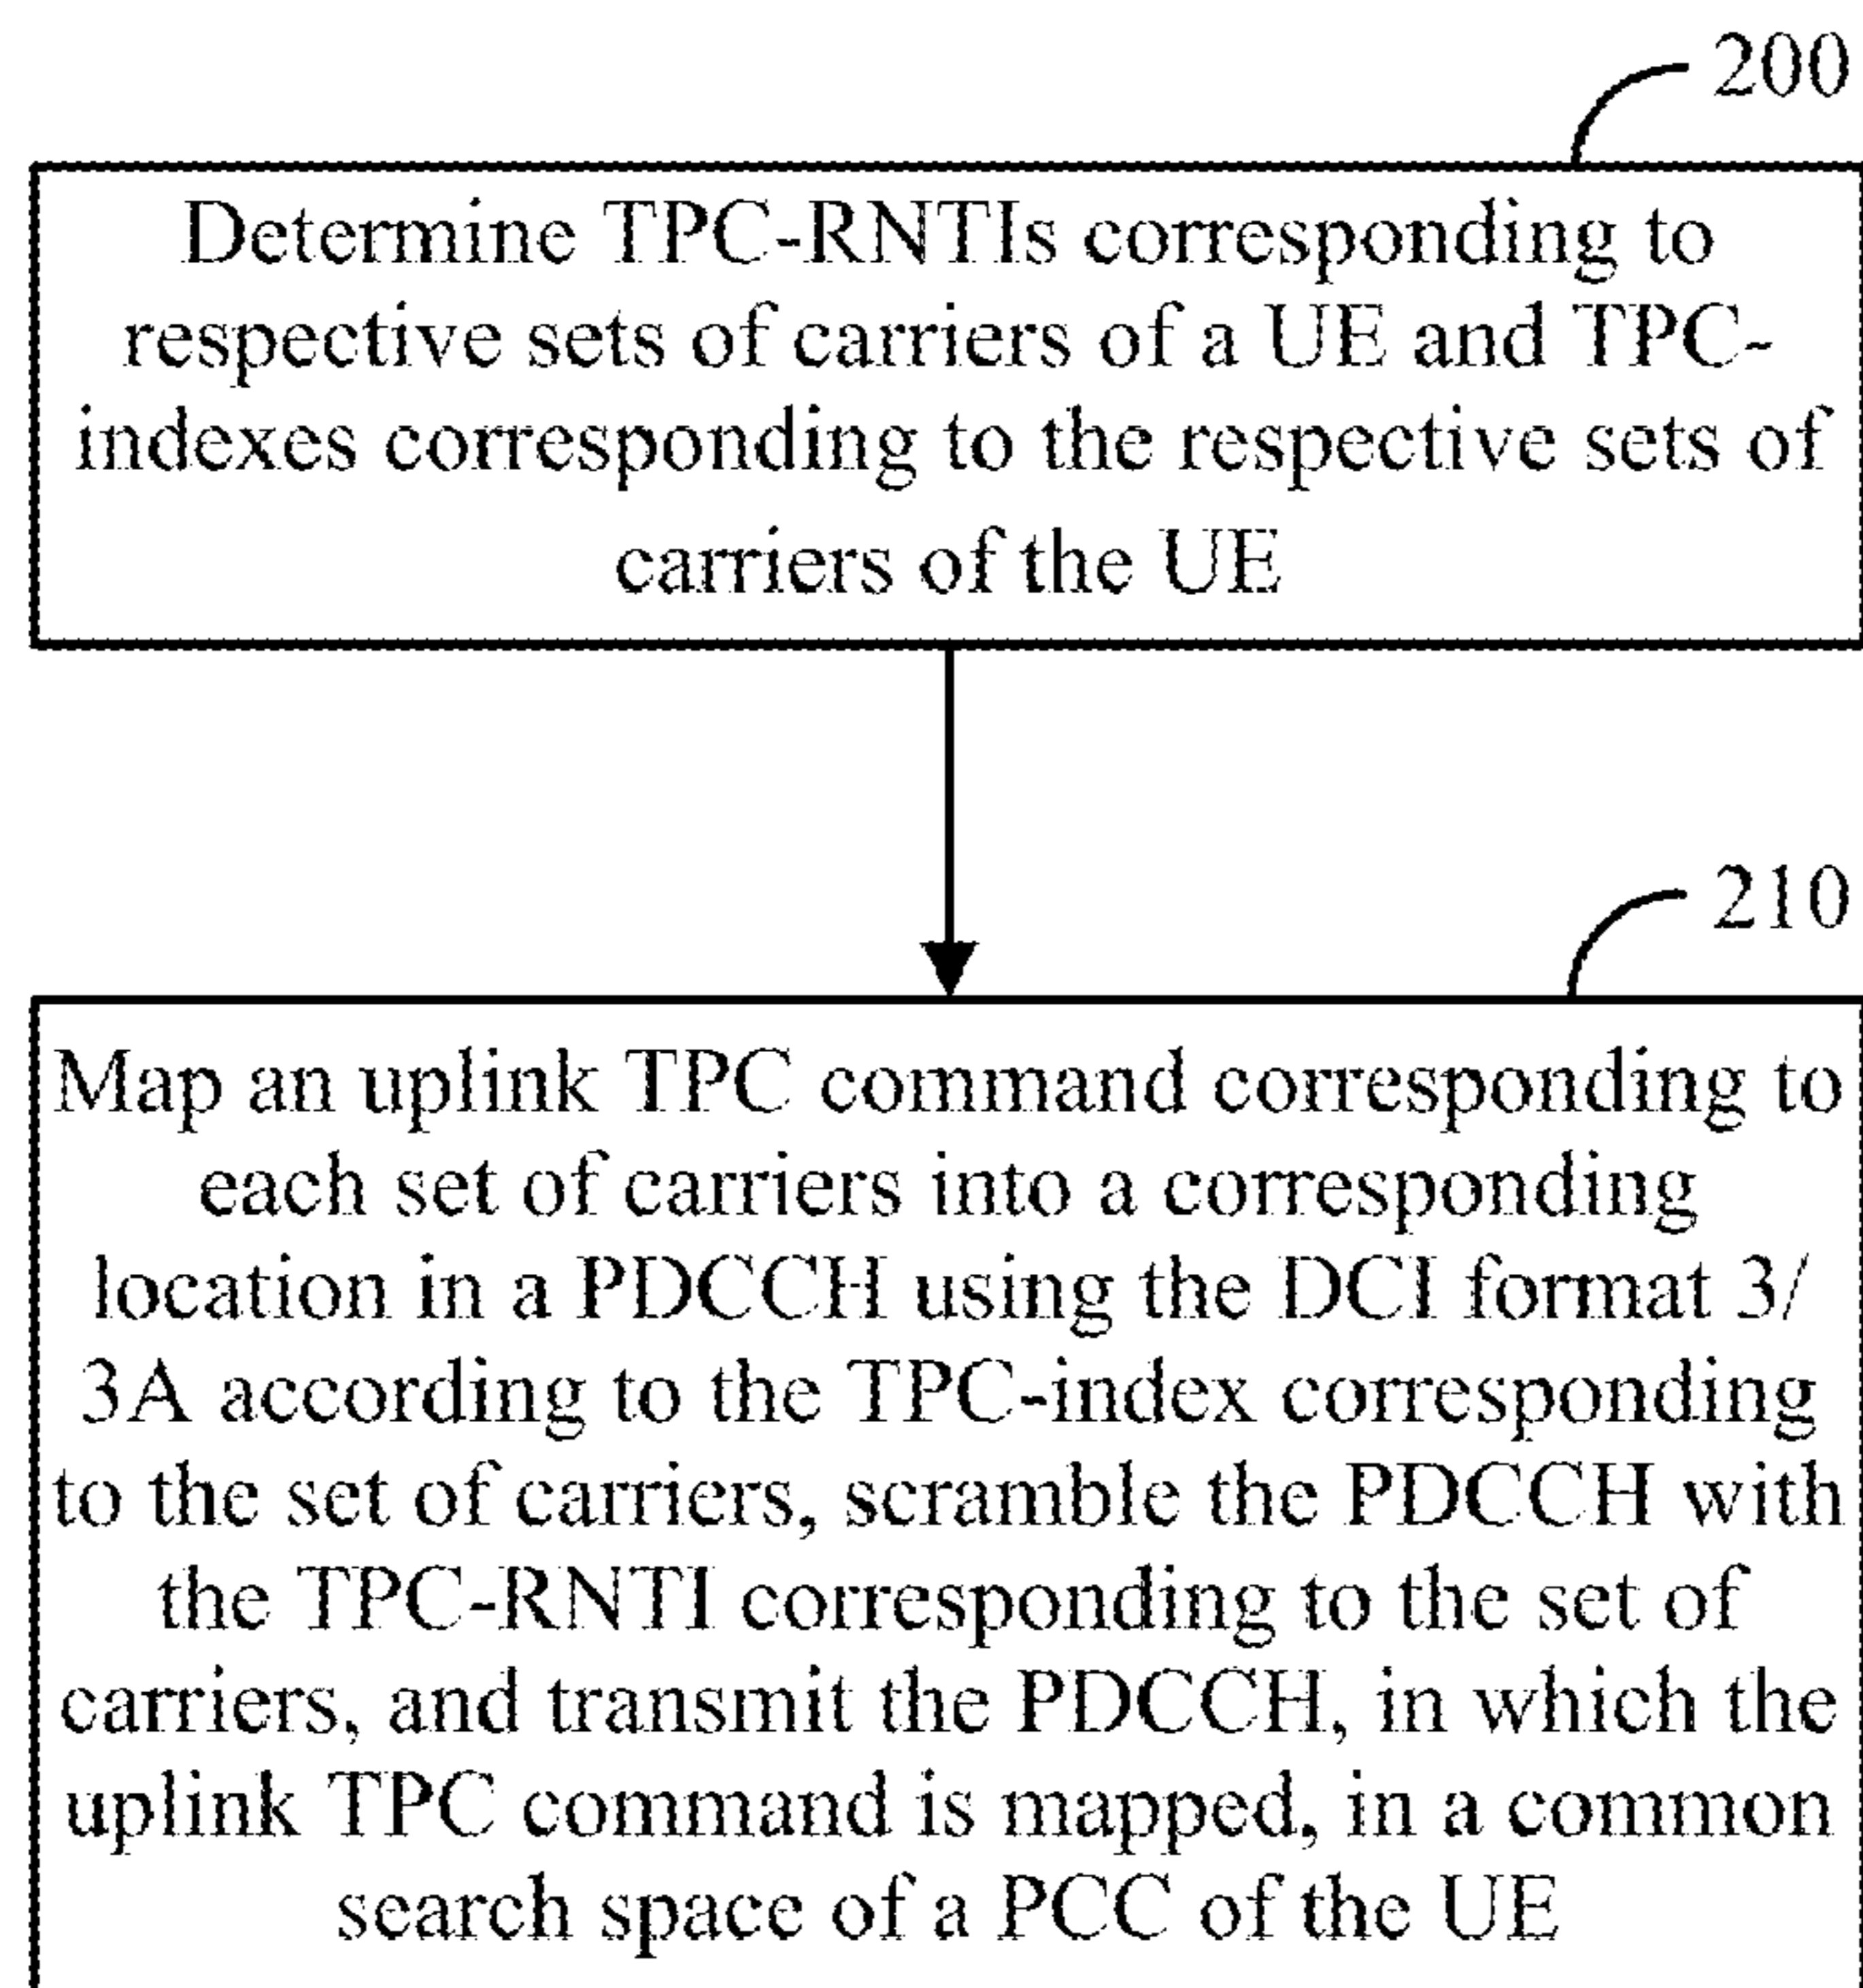 200
Determine TPC-RNTIs corresponding to
respective sets of carriers of a UE and TPC-
indexes corresponding to the respective sets of
carriers of the UE
210
Map an uplink TPC command corresponding to
each set of carriers into a corresponding
location in a PDCCH using the DCI format 3/
3A according to the TPC-index corresponding
to the set of carriers, scramble the PDCCH with
the TPC-RNTI corresponding to the set of
carriers, and transmit the PDCCH, in which the
uplink TPC command is mapped, in a common
search space of a PCC of the UE